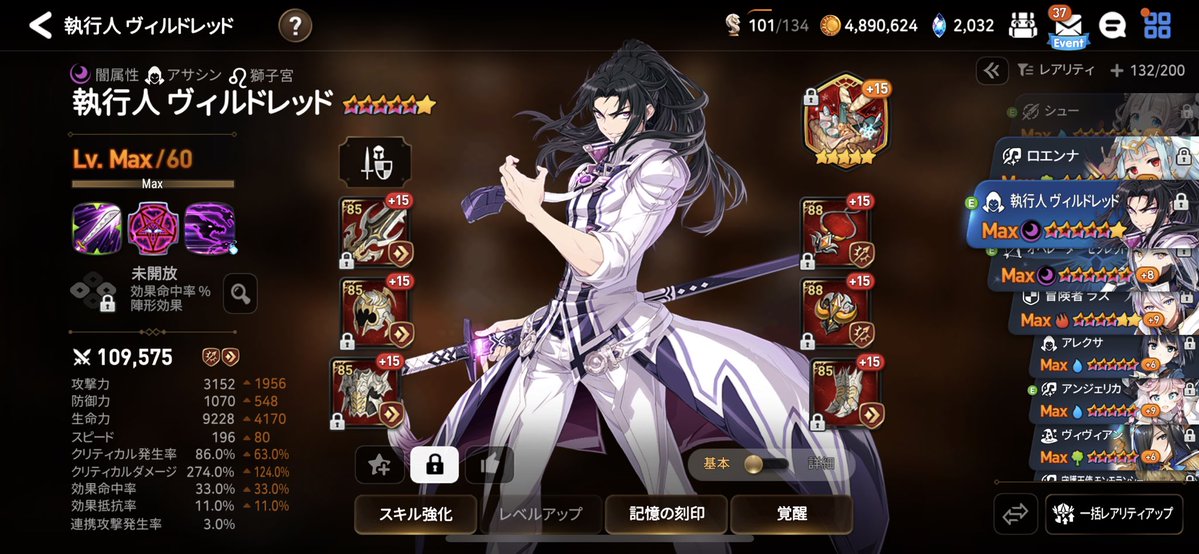 執行人 ヴィルドレッド
?
101/134
4,890,624
2,032
37
Event
闇属性 アサシン 獅子宮
執行人 ヴィルドレッド
Lv. Max/60
Max
未開放
効果命中率%
陣形効果
109,575
攻撃力 3152 1956
防御力 1070 548
生命力 9228 4170
スピード 196 80
クリティカル発生率 86.0% 63.0%
クリティカルダメージ 274.0% 124.0%
効果命中率 33.0% 33.0%
効果抵抗率 11.0% 11.0%
連携攻撃発生率 3.0%
85 +15
85 +15
85 +15
+15
88 +15
88 +15
85 +15
基本 詳細
スキル強化
レベルアップ
記憶の刻印
覚醒
レアリティ 132/200
E シュー
Max
ロエンナ
E 執行人 ヴィルドレッド
Max
E
Max +8
冒険者 ラス
Max +9
アレクサ
Max +6
E アンジェリカ
Max +9
ヴィヴィアン
Max +6
一括レアリティアップ